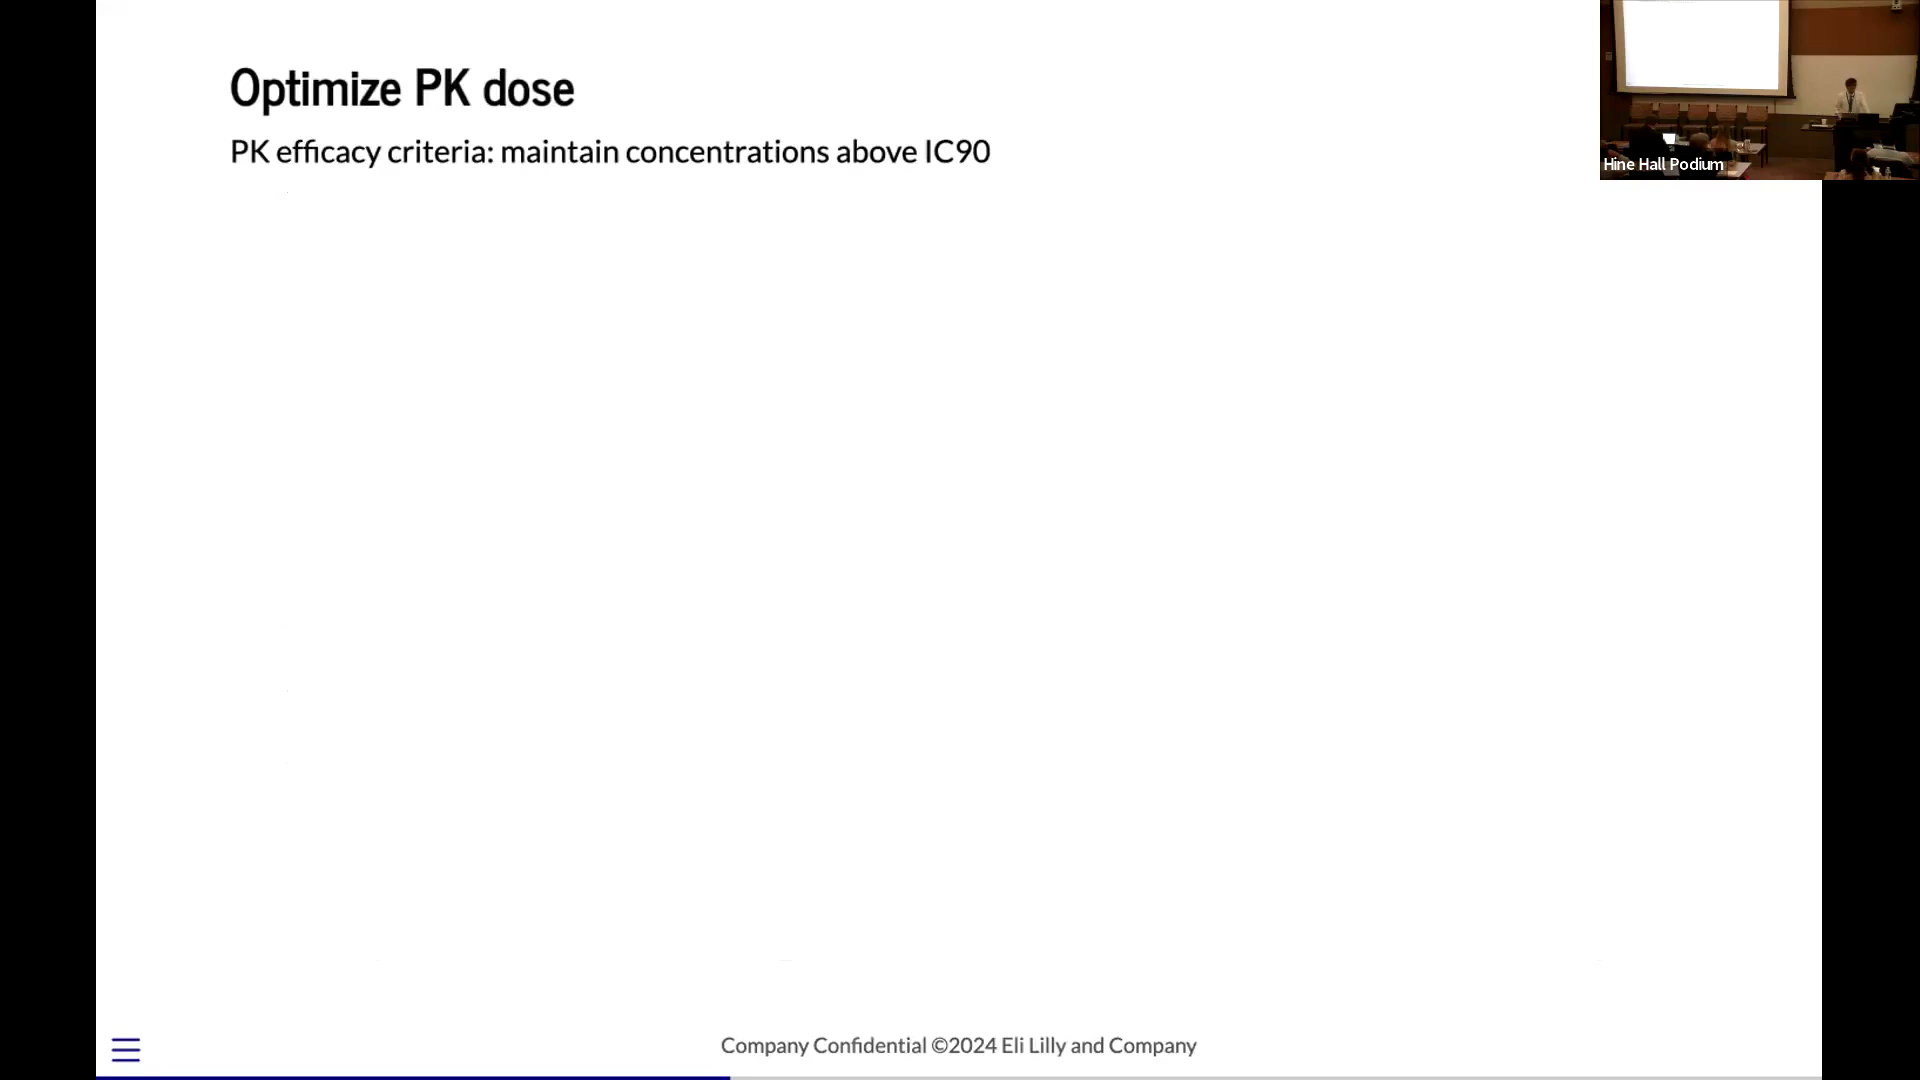 Optimize PK dose
PK efficacy criteria: maintain concentrations above IC90
Hine Hall Podium
Company Confidential ©2024 Eli Lilly and Company